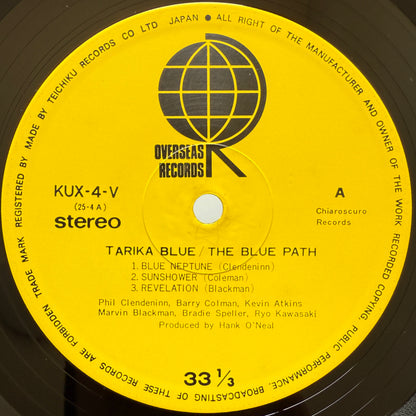 TRADE MARK REGISTERED BY MADE BY TEICHIKU RECORDS CO LTD JAPAN • ALL RIGHT OF THE MANUFACTURER AND OWNER OF THE WORK RECORDED COPYING, PUBLIC PERFORMANCE, BROADCASTING OF THESE RECORDS ARE FORBIDDEN
OVERSEAS
RECORDS
KUX-4-V
(25-4A)
stereo
A
Chiaroscuro
Records
TARIKA BLUE / THE BLUE PATH
1. BLUE NEPTUNE (Clendeninn)
2. SUNSHOWER (Coleman)
3. REVELATION (Blackman)
Phil Clendeninn, Barry Colman, Kevin Atkins
Marvin Blackman, Bradie Speller, Ryo Kawasaki
Produced by Hank O'Neal
33 1/3